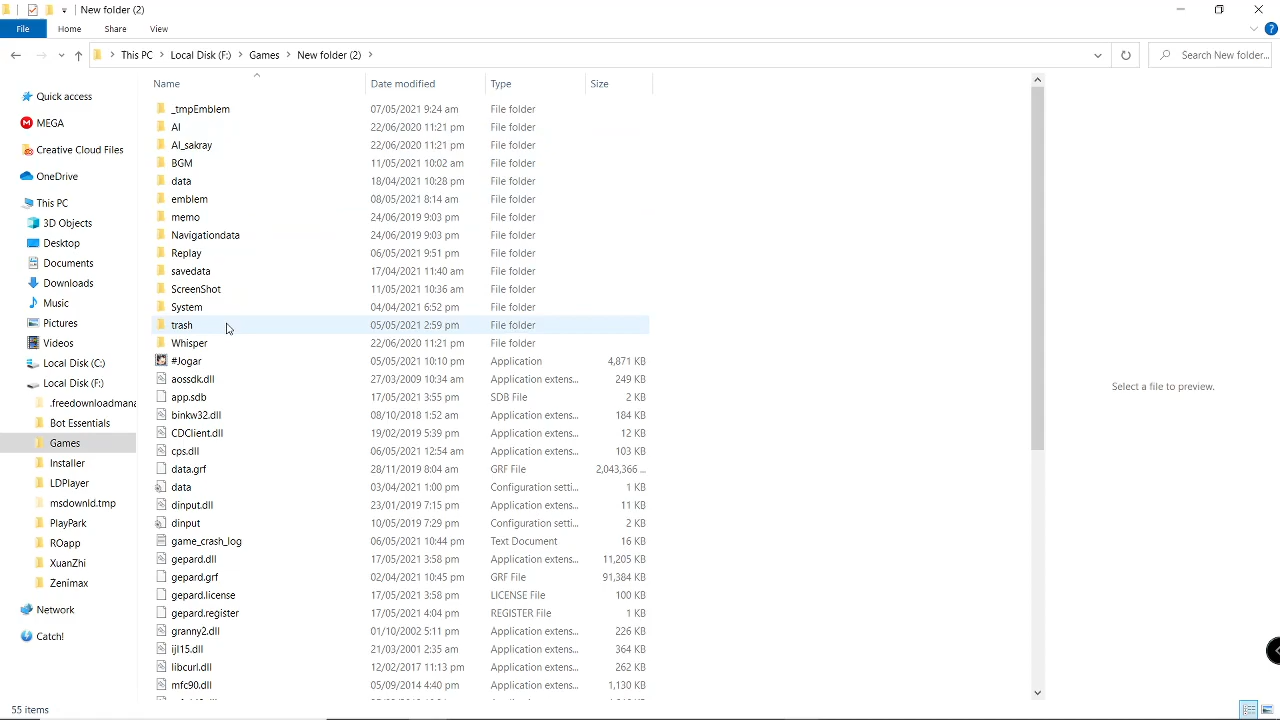 New folder (2)
File Home Share View
This PC Local Disk (F:) Games New folder (2) Search New folder...
Name Date modified Type Size
Quick access
MEGA
Creative Cloud Files
OneDrive
This PC
3D Objects
Desktop
Documents
Downloads
Music
Pictures
Videos
Local Disk (C:)
Local Disk (F:)
.freedownloadmana
Bot Essentials
Games
Installer
LDPlayer
msdownld.tmp
PlayPark
ROapp
XuanZhi
Zenimax
Network
Catch!
_tmpEmblem 07/05/2021 9:24 am File folder
AI 22/06/2020 11:21 pm File folder
AI_sakray 22/06/2020 11:21 pm File folder
BGM 11/05/2021 10:02 am File folder
data 18/04/2021 10:28 pm File folder
emblem 08/05/2021 8:14 am File folder
memo 24/06/2019 9:03 pm File folder
Navigationdata 24/06/2019 9:03 pm File folder
Replay 06/05/2021 9:51 pm File folder
savedata 17/04/2021 11:40 am File folder
ScreenShot 11/05/2021 10:36 am File folder
System 04/04/2021 6:52 pm File folder
trash 05/05/2021 2:59 pm File folder
Whisper 22/06/2020 11:21 pm File folder
#Jogar 05/05/2021 10:10 pm Application 4,871 KB
aossdk.dll 27/03/2009 10:34 am Application extens... 249 KB
app.sdb 17/05/2021 3:55 pm SDB File 2 KB
binkw32.dll 08/10/2018 1:52 am Application extens... 184 KB
CDClient.dll 19/02/2019 5:39 pm Application extens... 12 KB
cps.dll 06/05/2021 12:54 am Application extens... 103 KB
data.grf 28/11/2019 8:04 am GRF File 2,043,366 ...
data 03/04/2021 1:00 pm Configuration setti... 1 KB
dinput.dll 23/01/2019 7:15 pm Application extens... 11 KB
dinput 10/05/2019 7:29 pm Configuration setti... 2 KB
game_crash_log 06/05/2021 10:44 pm Text Document 16 KB
gepard.dll 17/05/2021 3:58 pm Application extens... 11,205 KB
gepard.grf 02/04/2021 10:45 pm GRF File 91,384 KB
gepard.license 17/05/2021 3:58 pm LICENSE File 100 KB
gepard.register 17/05/2021 4:04 pm REGISTER File 1 KB
granny2.dll 01/10/2002 5:11 pm Application extens... 226 KB
ijl15.dll 21/03/2001 2:35 am Application extens... 364 KB
libcurl.dll 12/02/2017 11:13 pm Application extens... 262 KB
mfc90.dll 05/09/2014 4:40 pm Application extens... 1,130 KB
Select a file to preview.
55 items